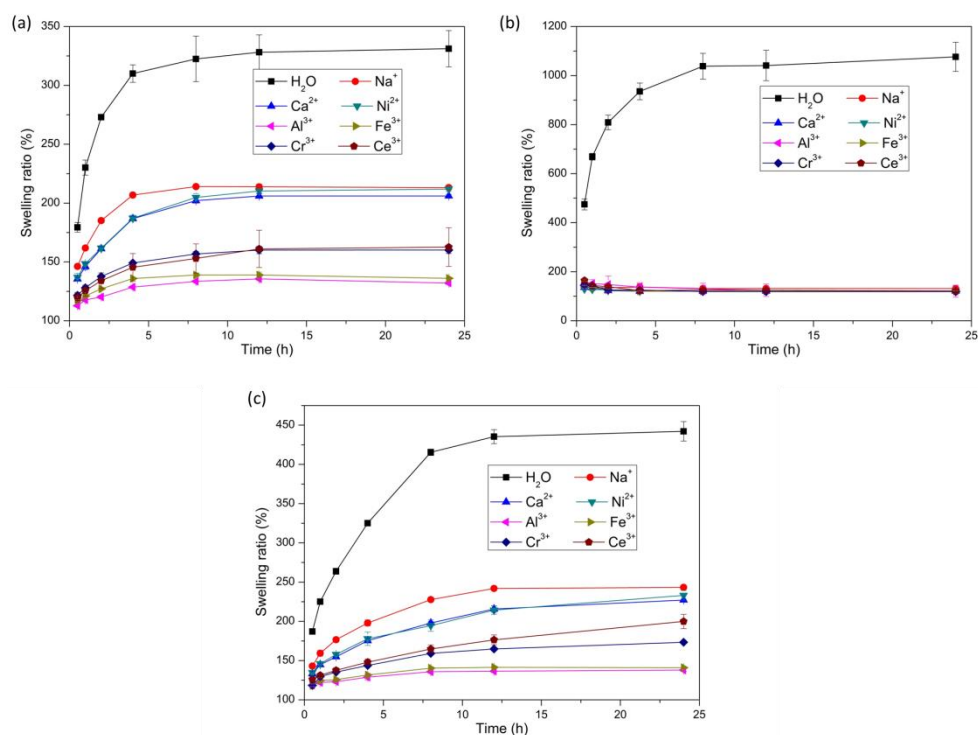 (a)
350
300
250
200
150
100
Swelling ratio (%)
H₂O Na⁺
Ca²⁺ Ni²⁺
Al³⁺ Fe³⁺
Cr³⁺ Ce³⁺
0 5 10 15 20 25
Time (h)
(b)
1200
1000
800
600
400
200
0
Swelling ratio (%)
H₂O Na⁺
Ca²⁺ Ni²⁺
Al³⁺ Fe³⁺
Cr³⁺ Ce³⁺
0 5 10 15 20 25
Time (h)
(c)
450
400
350
300
250
200
150
100
Swelling ratio (%)
H₂O Na⁺
Ca²⁺ Ni²⁺
Al³⁺ Fe³⁺
Cr³⁺ Ce³⁺
0 5 10 15 20 25
Time (h)